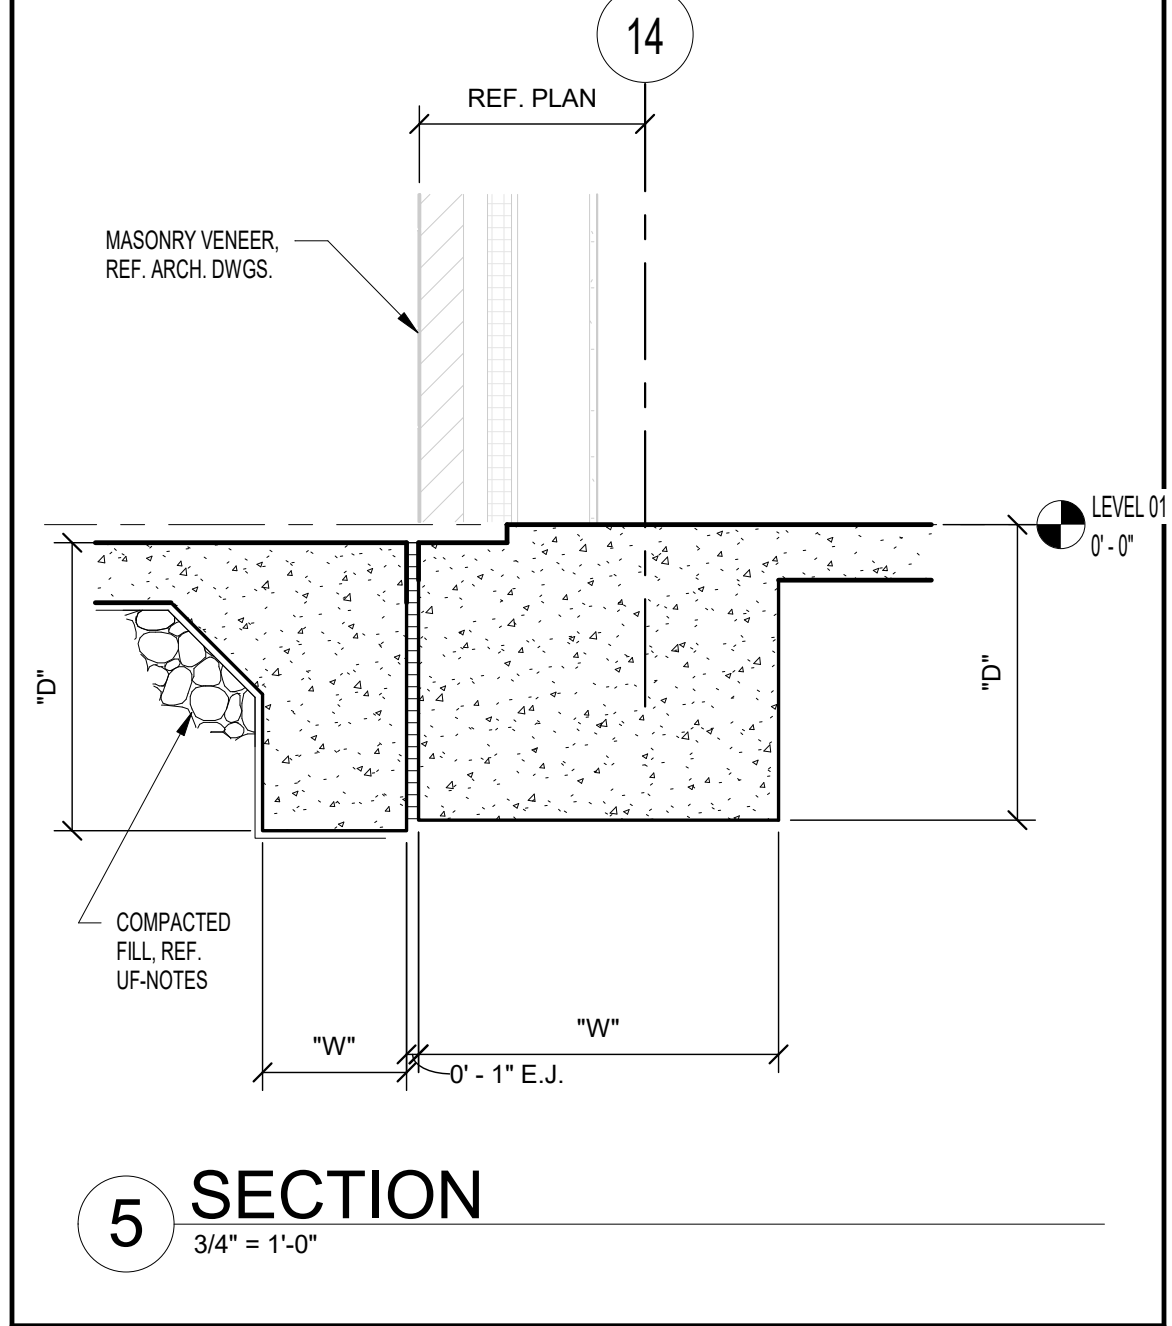 14
REF. PLAN
MASONRY VENEER,
REF. ARCH. DWGS.
LEVEL 01
0' - 0"
"D"
"D"
COMPACTED
FILL, REF.
UF-NOTES
"W"
"W"
0' - 1" E.J.
5
SECTION
3/4" = 1'-0"